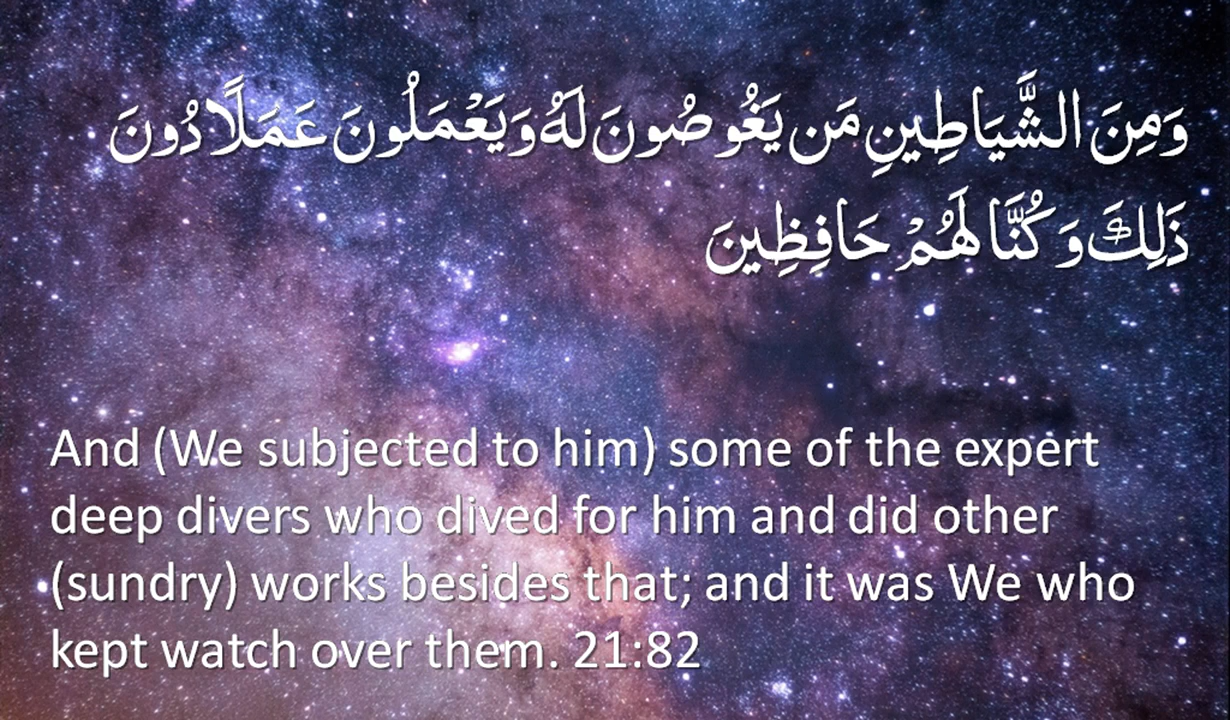 وَمِنَ الشَّيَاطِينِ مَن يَغُوصُونَ لَهُ وَيَعْمَلُونَ عَمَلًا دُونَ
ذَلِكَ وَكُنَّا لَهُمْ حَافِظِينَ
And (We subjected to him) some of the expert
deep divers who dived for him and did other
(sundry) works besides that; and it was We who
kept watch over them. 21:82